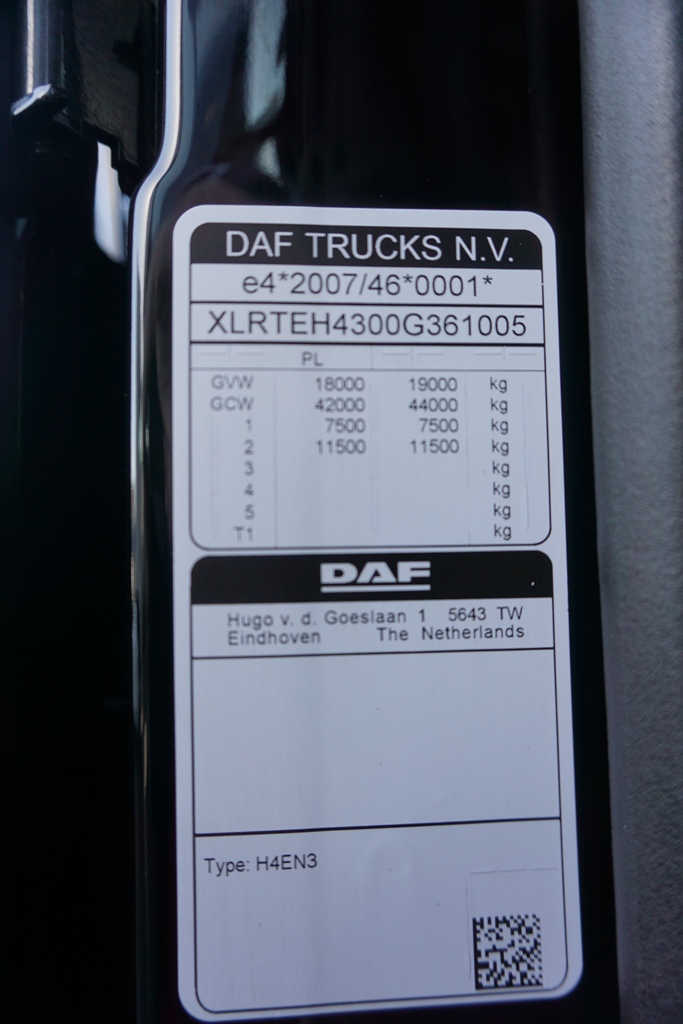 DAF TRUCKS N.V.
e4*2007/46*0001*
XLRTEH4300G361005
PL
GVW 18000 19000 kg
GCW 42000 44000 kg
1 7500 7500 kg
2 11500 11500 kg
3 kg
4 kg
5 kg
T1 kg
DAF
Hugo v. d. Goeslaan 1 5643 TW
Eindhoven The Netherlands
Type: H4EN3